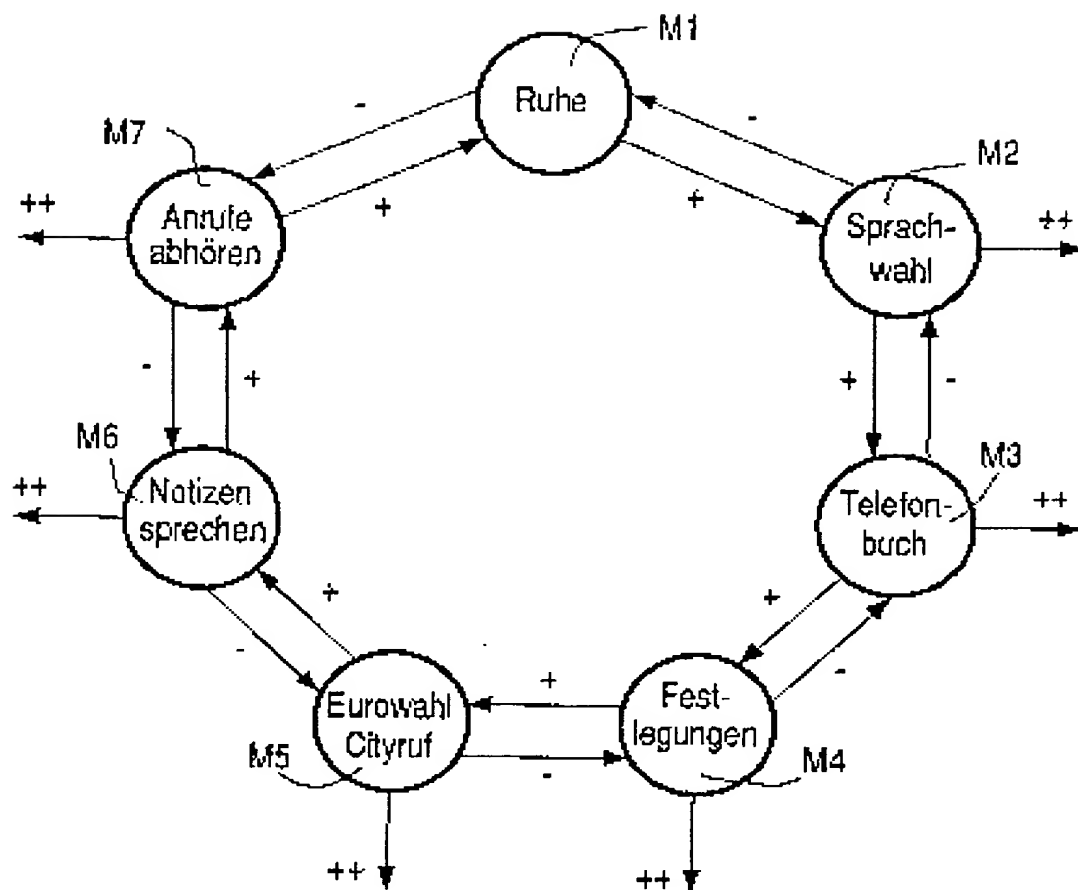 M1
Ruhe
-
-
M7
M2
++
+
+
++
Anrufe
abhören
Sprach-
wahl
-
+
+
-
M6
M3
++
++
Notizen
sprechen
Telefon-
buch
+
+
-
-
+
Eurowahl
Cityruf
Fest-
legungen
M5
-
M4
++
++